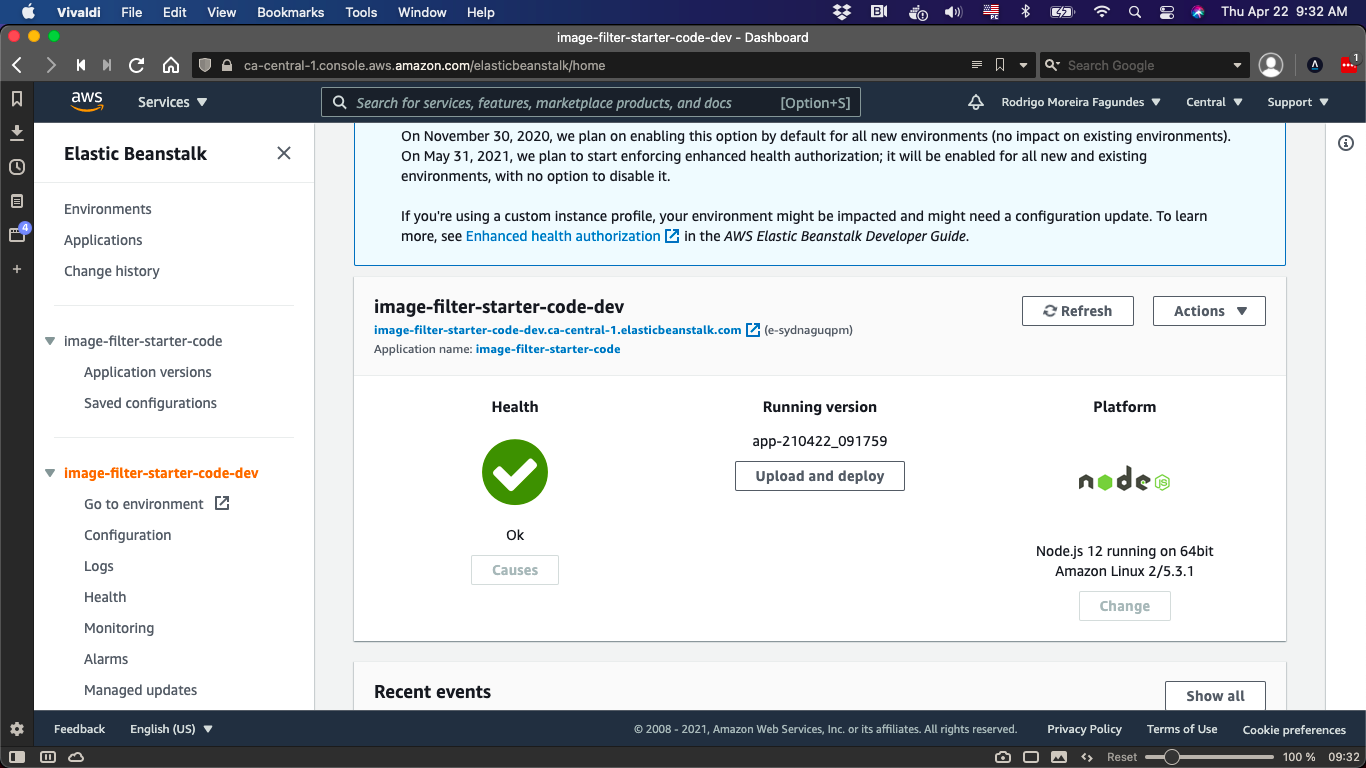 Vivaldi File Edit View Bookmarks Tools Window Help Thu Apr 22 9:32 AM
image-filter-starter-code-dev - Dashboard
ca-central-1.console.aws.amazon.com/elasticbeanstalk/home Search Google 1
aws Services Search for services, features, marketplace products, and docs [Option+S] Rodrigo Moreira Fagundes Central Support
4
Elastic Beanstalk
Environments
Applications
Change history
image-filter-starter-code
Application versions
Saved configurations
image-filter-starter-code-dev
Go to environment
Configuration
Logs
Health
Monitoring
Alarms
Managed updates
On November 30, 2020, we plan on enabling this option by default for all new environments (no impact on existing environments).
On May 31, 2021, we plan to start enforcing enhanced health authorization; it will be enabled for all new and existing
environments, with no option to disable it.
If you're using a custom instance profile, your environment might be impacted and might need a configuration update. To learn
more, see Enhanced health authorization in the AWS Elastic Beanstalk Developer Guide.
image-filter-starter-code-dev
Refresh Actions
image-filter-starter-code-dev.ca-central-1.elasticbeanstalk.com (e-sydnaguqpm)
Application name: image-filter-starter-code
Health
Ok
Causes
Running version
app-210422_091759
Upload and deploy
Platform
node JS
Node.js 12 running on 64bit
Amazon Linux 2/5.3.1
Change
Recent events
Show all
Feedback English (US) © 2008 - 2021, Amazon Web Services, Inc. or its affiliates. All rights reserved. Privacy Policy Terms of Use Cookie preferences
Reset 100 % 09:32